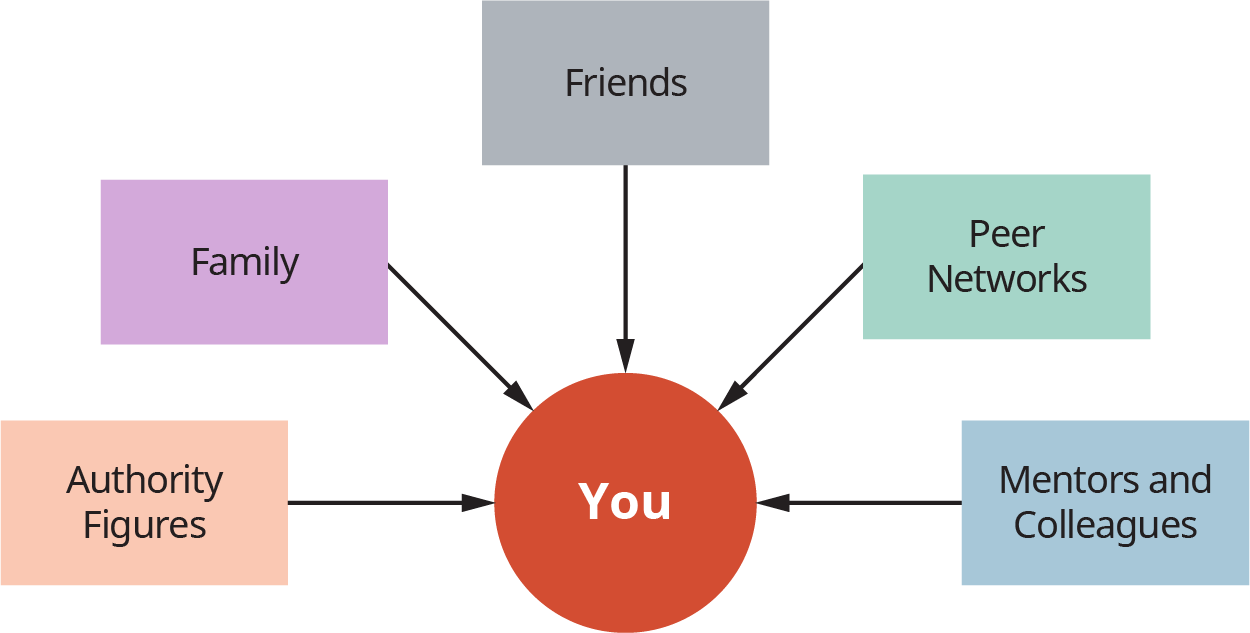 Friends
Family
Peer
Networks
Authority
Figures
You
Mentors and
Colleagues